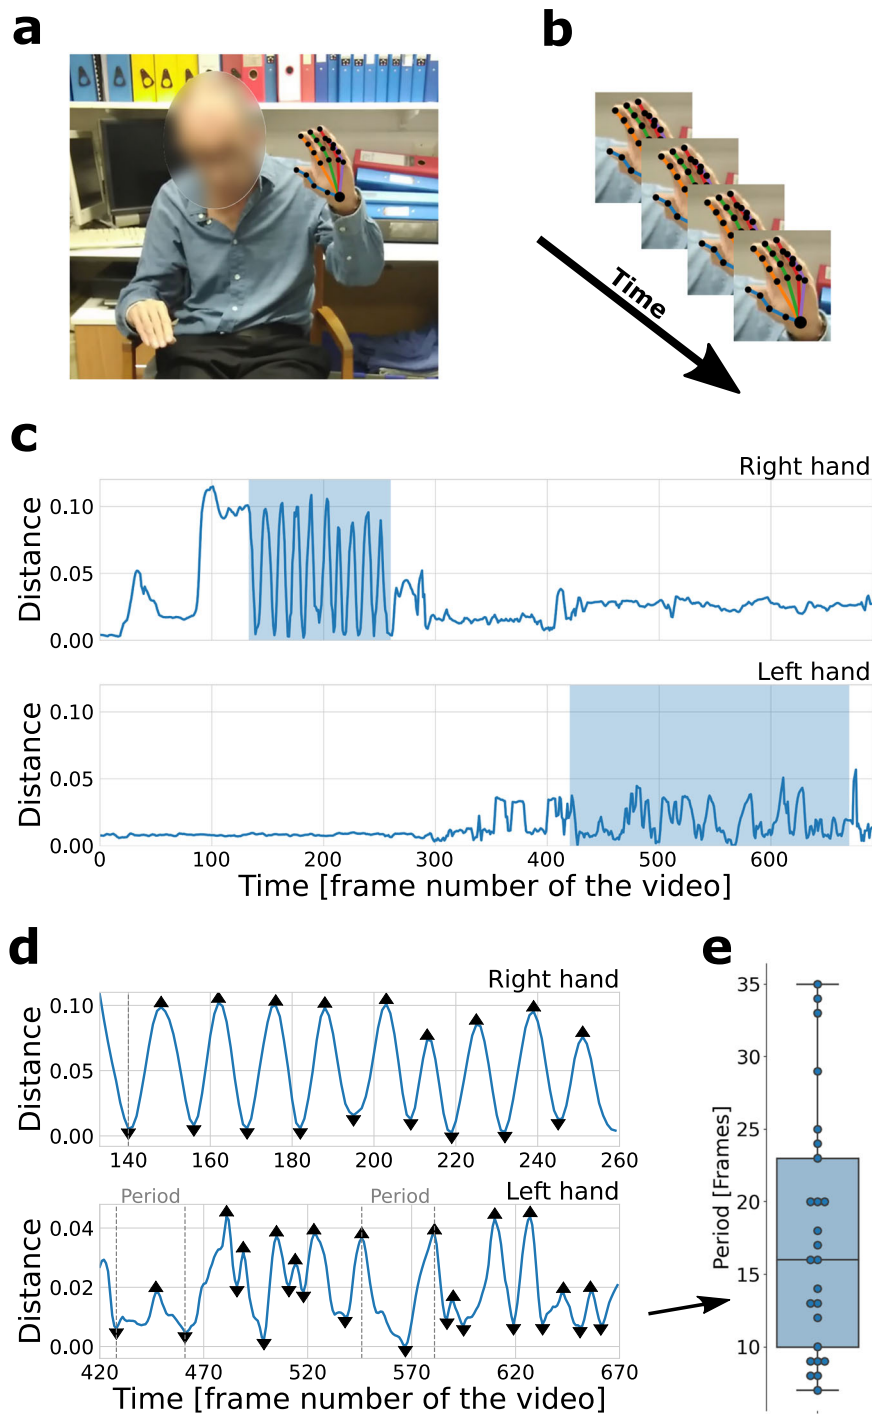 a
b
Time
c
Right hand
Distance
0.10
0.05
0.00
Left hand
Distance
0.10
0.05
0.00
0 100 200 300 400 500 600
Time [frame number of the video]
d
Right hand
Distance
0.10
0.05
0.00
140 160 180 200 220 240 260
Period Period Left hand
Distance
0.04
0.02
0.00
420 470 520 570 620 670
Time [frame number of the video]
e
Period [Frames]
35
30
25
20
15
10